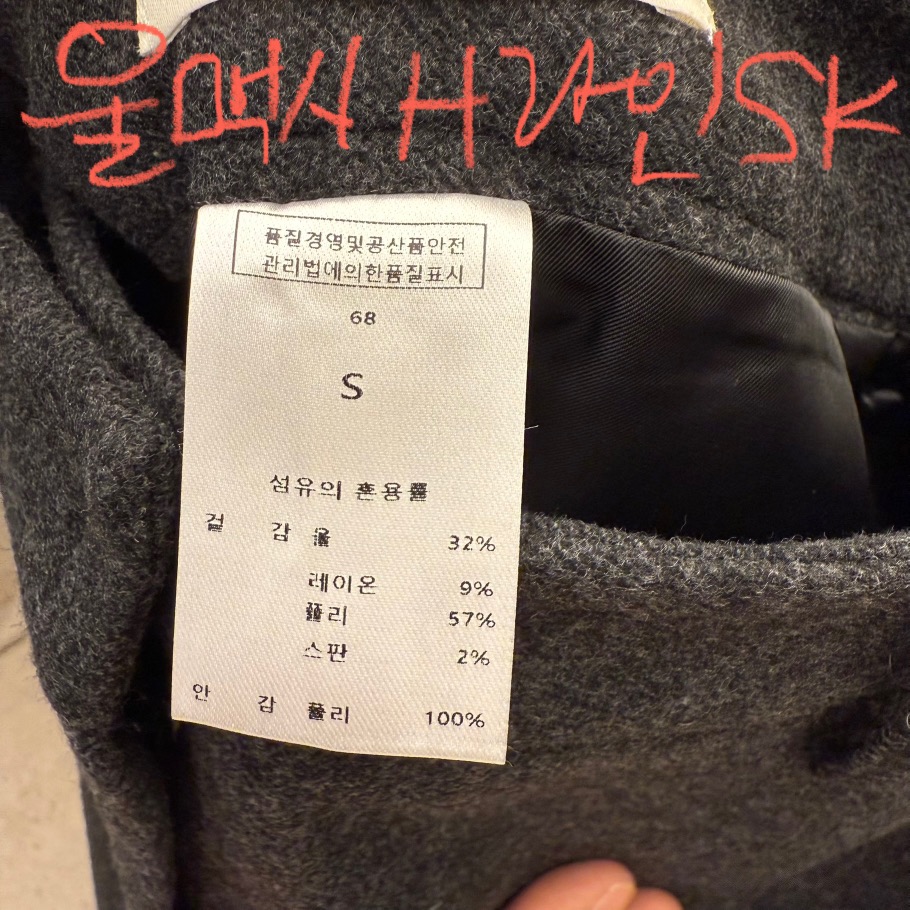 울맥시 H라인 SK
품질경영및공산품안전
관리법에의한품질표시
68
S
섬유의 혼용률
겉 감 울 32%
레이온 9%
폴리 57%
스판 2%
안 감 폴리 100%